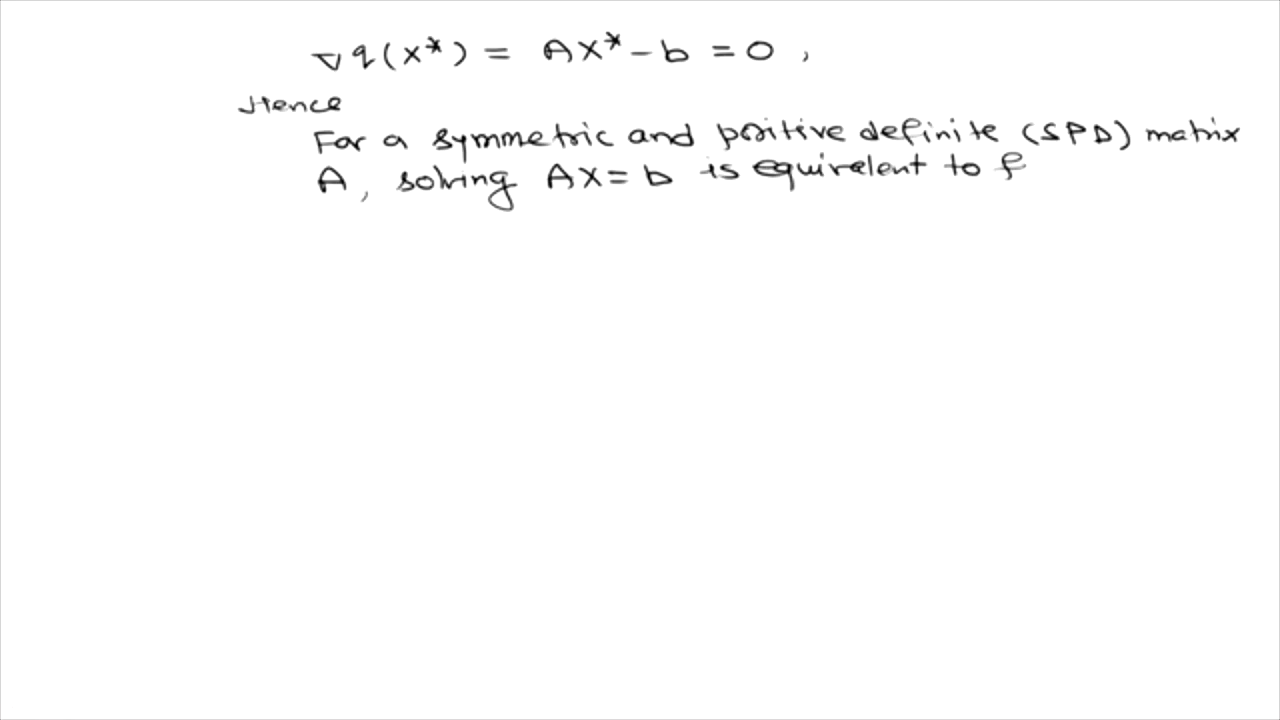 ∇q(x*) = Ax* - b = 0 ,
Hence
For a symmetric and positive definite (SPD) matrix
A, solving Ax = b is equivalent to f